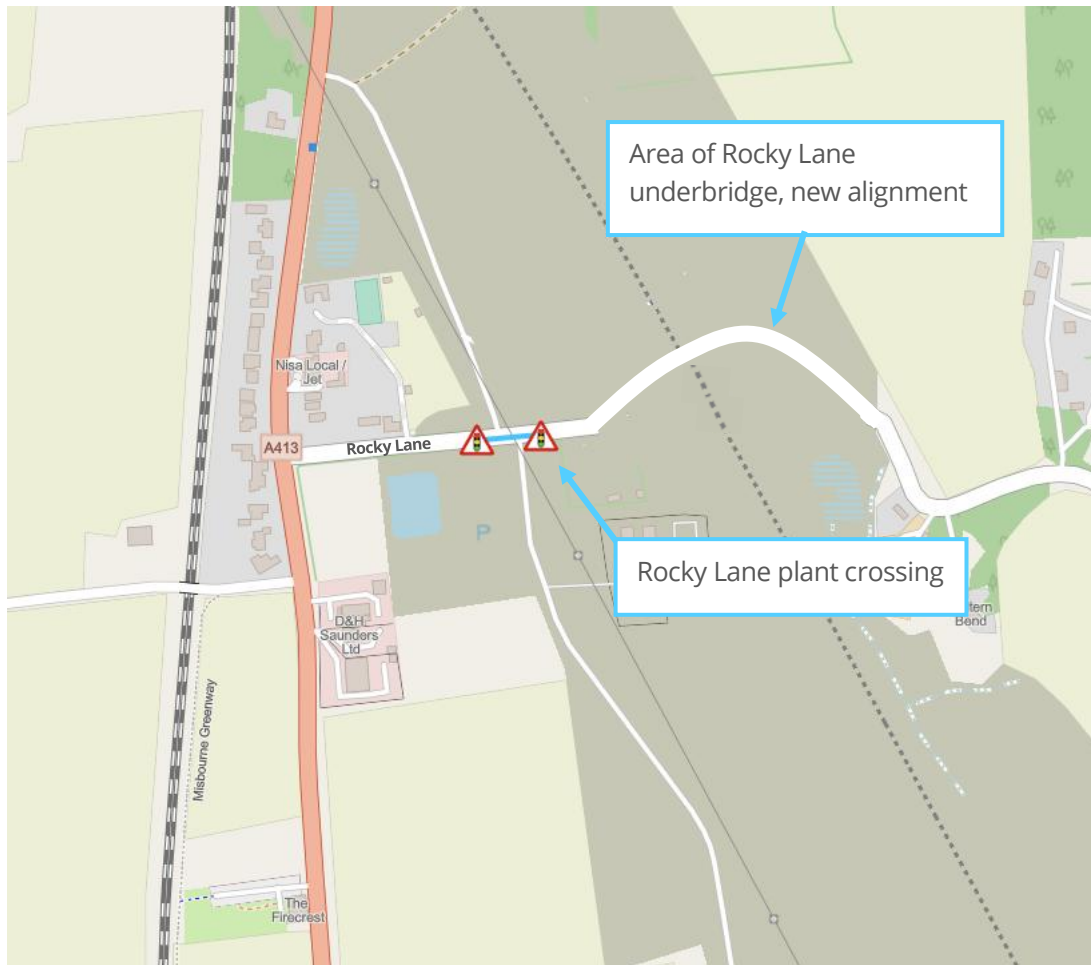 Area of Rocky Lane
underbridge, new alignment
Nisa Local /
Jet
A413
Rocky Lane
P
Rocky Lane plant crossing
D&H
Saunders
Ltd
Bend
Misbourne Greenway
The
Firecrest